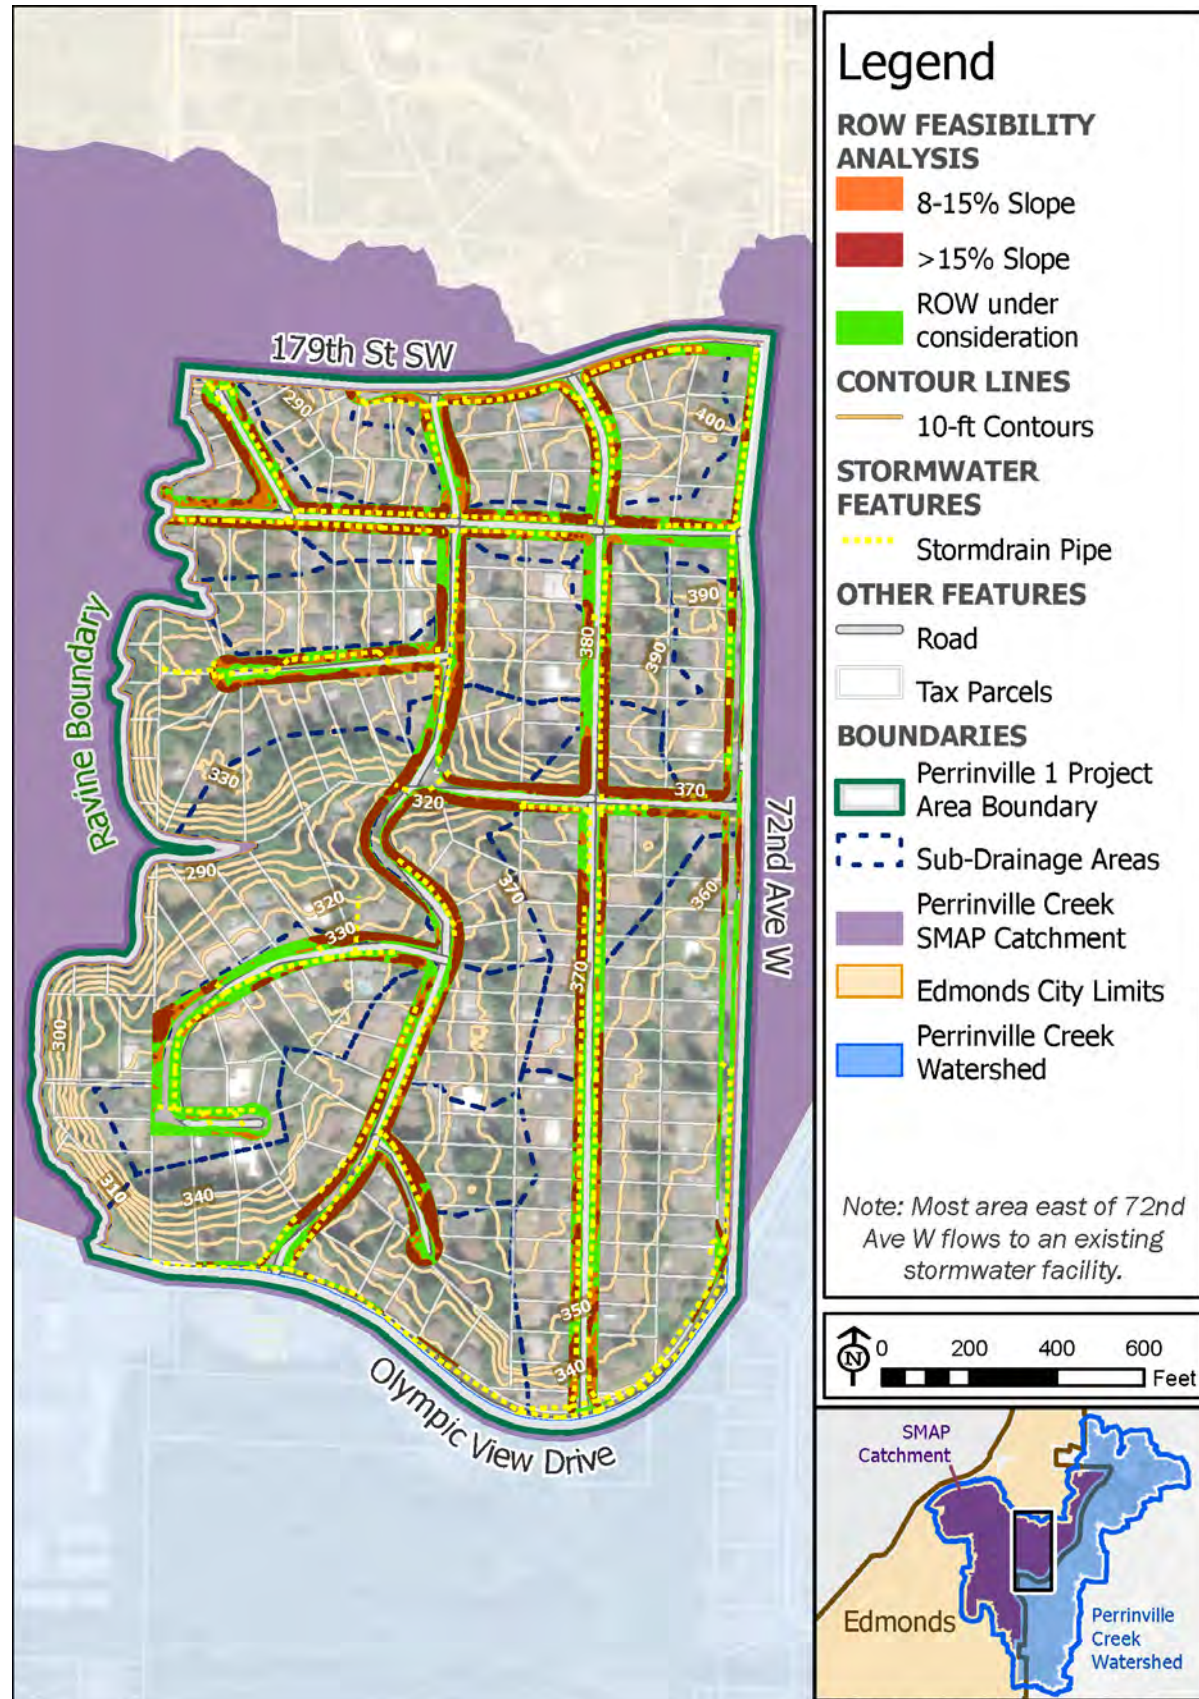 179th St SW
290
400
390
380
390
Ravine Boundary
330
320
370
72nd Ave W
290
370
360
320
330
370
300
310
340
350
340
Olympic View Drive
Legend
ROW FEASIBILITY
ANALYSIS
8-15% Slope
>15% Slope
ROW under
consideration
CONTOUR LINES
10-ft Contours
STORMWATER
FEATURES
Stormdrain Pipe
OTHER FEATURES
Road
Tax Parcels
BOUNDARIES
Perrinville 1 Project
Area Boundary
Sub-Drainage Areas
Perrinville Creek
SMAP Catchment
Edmonds City Limits
Perrinville Creek
Watershed
Note: Most area east of 72nd
Ave W flows to an existing
stormwater facility.
N
0 200 400 600
Feet
SMAP
Catchment
Edmonds
Perrinville
Creek
Watershed